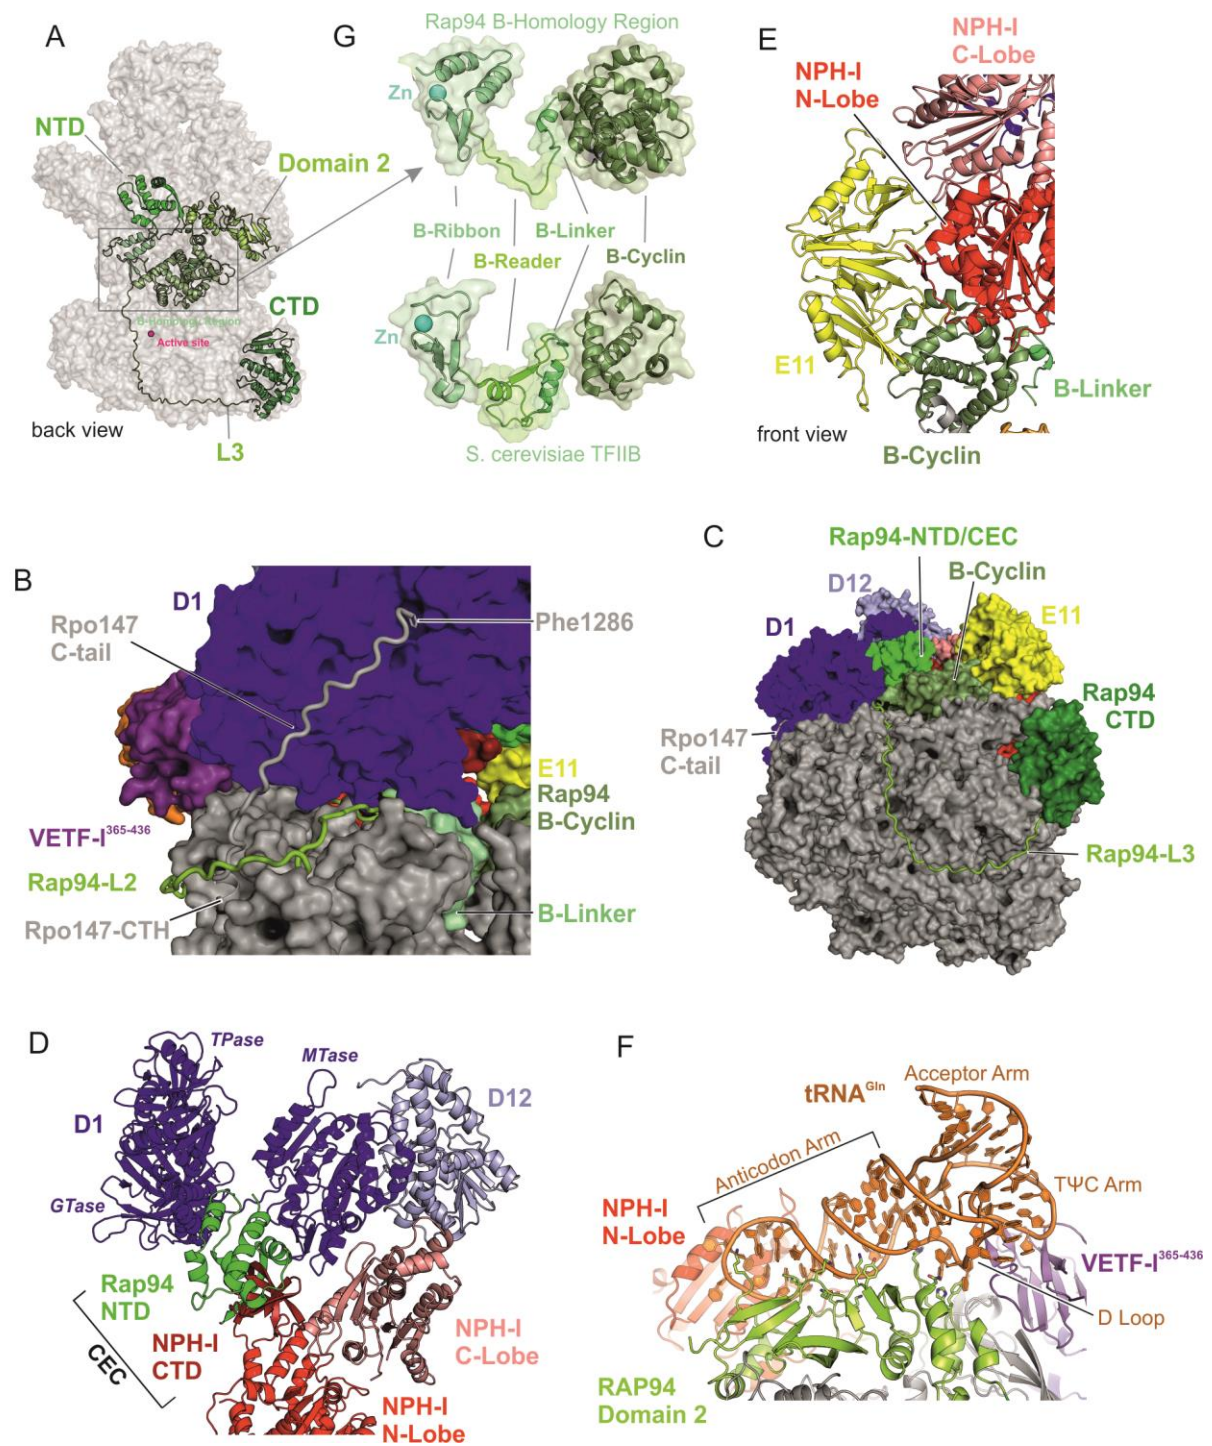 A
NTD
Domain 2
B-Homology Region
Active site
CTD
L3
back view
G
Rap94 B-Homology Region
Zn
B-Ribbon
B-Reader
B-Linker
B-Cyclin
Zn
S. cerevisiae TFIIB
E
NPH-I
C-Lobe
NPH-I
N-Lobe
E11
B-Linker
front view
B-Cyclin
B
D1
Rpo147
C-tail
Phe1286
E11
Rap94
B-Cyclin
VETF-I365-436
Rap94-L2
Rpo147-CTH
B-Linker
C
Rap94-NTD/CEC
B-Cyclin
D12
D1
E11
Rap94
CTD
Rpo147
C-tail
Rap94-L3
D
TPase
MTase
D1
D12
GTase
Rap94
NTD
CEC
NPH-I
CTD
NPH-I
C-Lobe
NPH-I
N-Lobe
F
Acceptor Arm
tRNAGln
Anticodon Arm
TΨC Arm
NPH-I
N-Lobe
VETF-I365-436
D Loop
RAP94
Domain 2